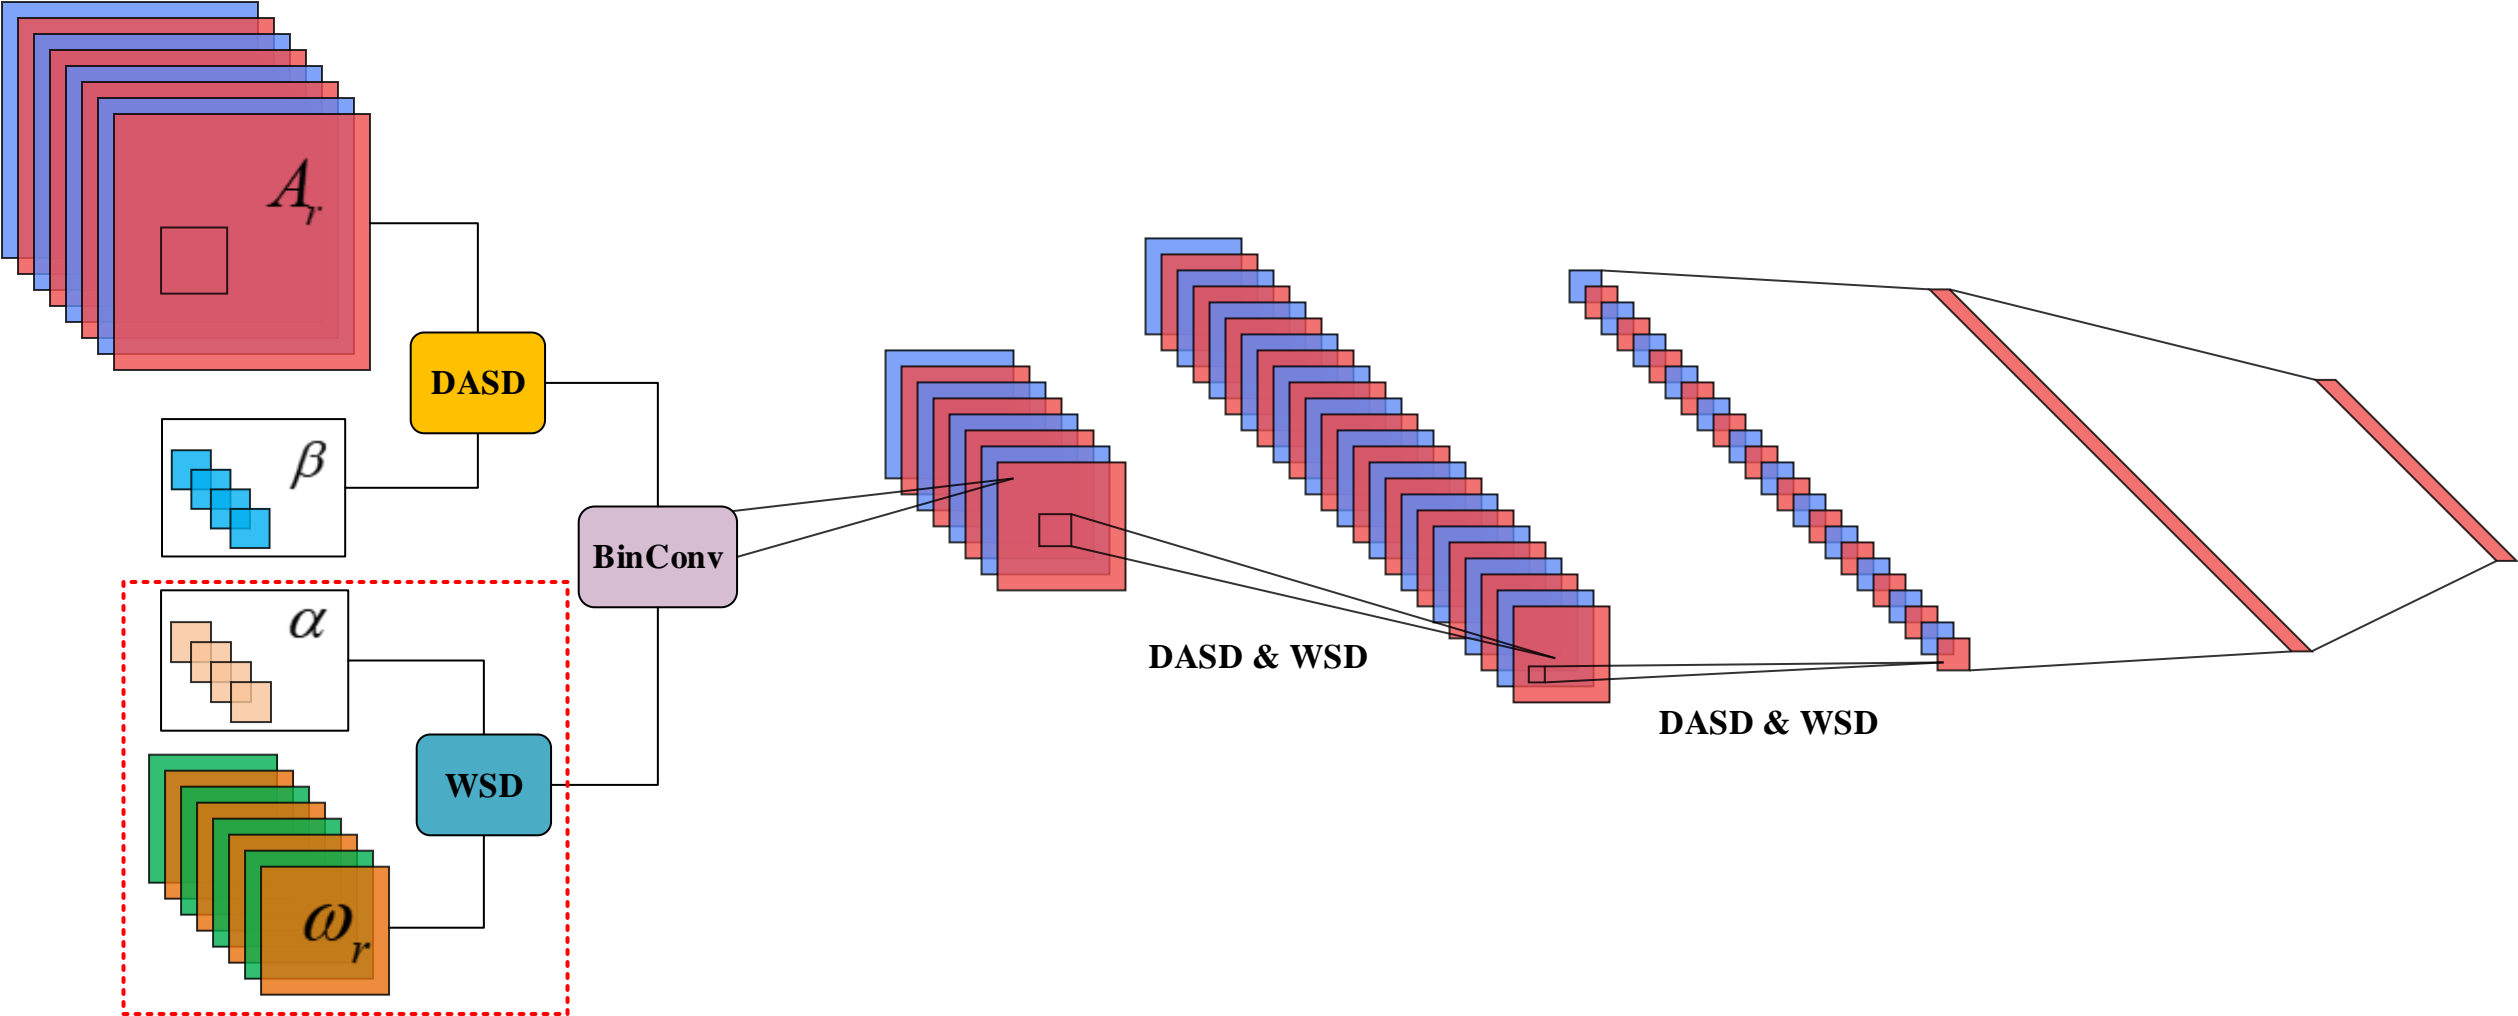 A_r
DASD
β
BinConv
α
WSD
ω_r
DASD & WSD
DASD & WSD